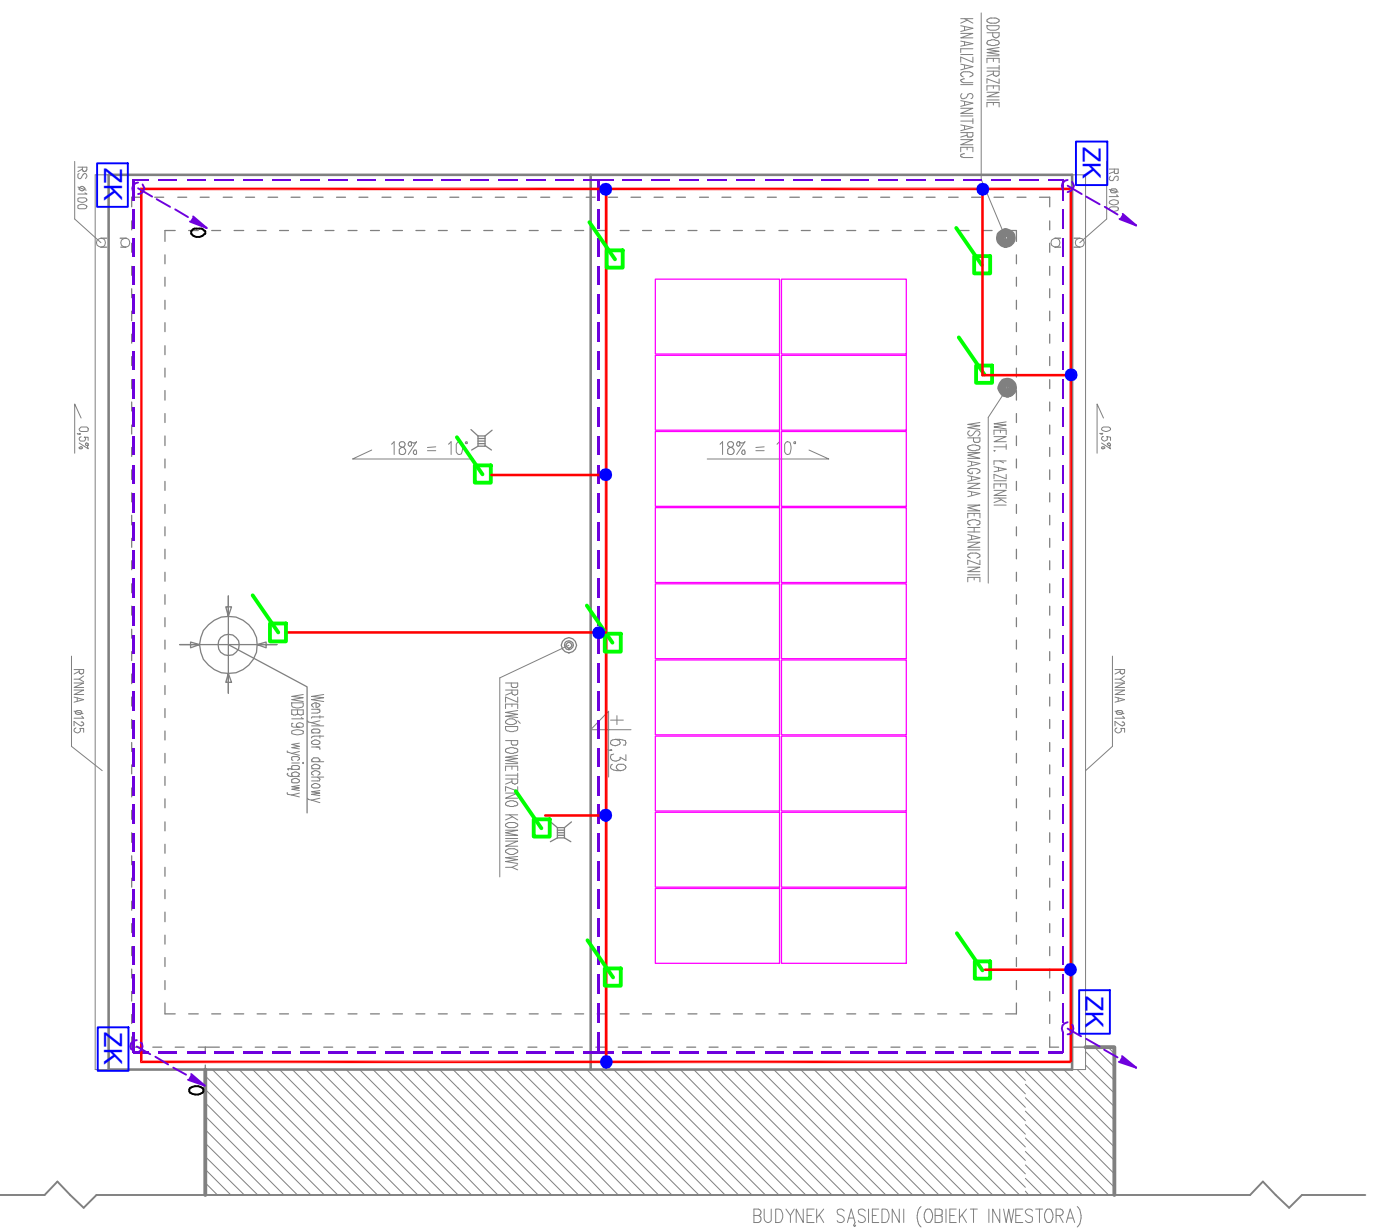 ODPOWIETRZENIE
KANALIZACJI SANITARNEJ
ZK
RS ø100
ZK
RS ø100
0
0,5%
0,5%
18% = 10°
18% = 10°
WENT. ŁAZIENKI
WSPOMAGANA MECHANICZNIE
RYNNA ø125
RYNNA ø125
Wentylator dachowy
WDB190 wyciągowy
PRZEWÓD POWIETRZNO KOMINOWY
+ 6,39
ZK
ZK
0
BUDYNEK SĄSIEDNI (OBIEKT INWESTORA)